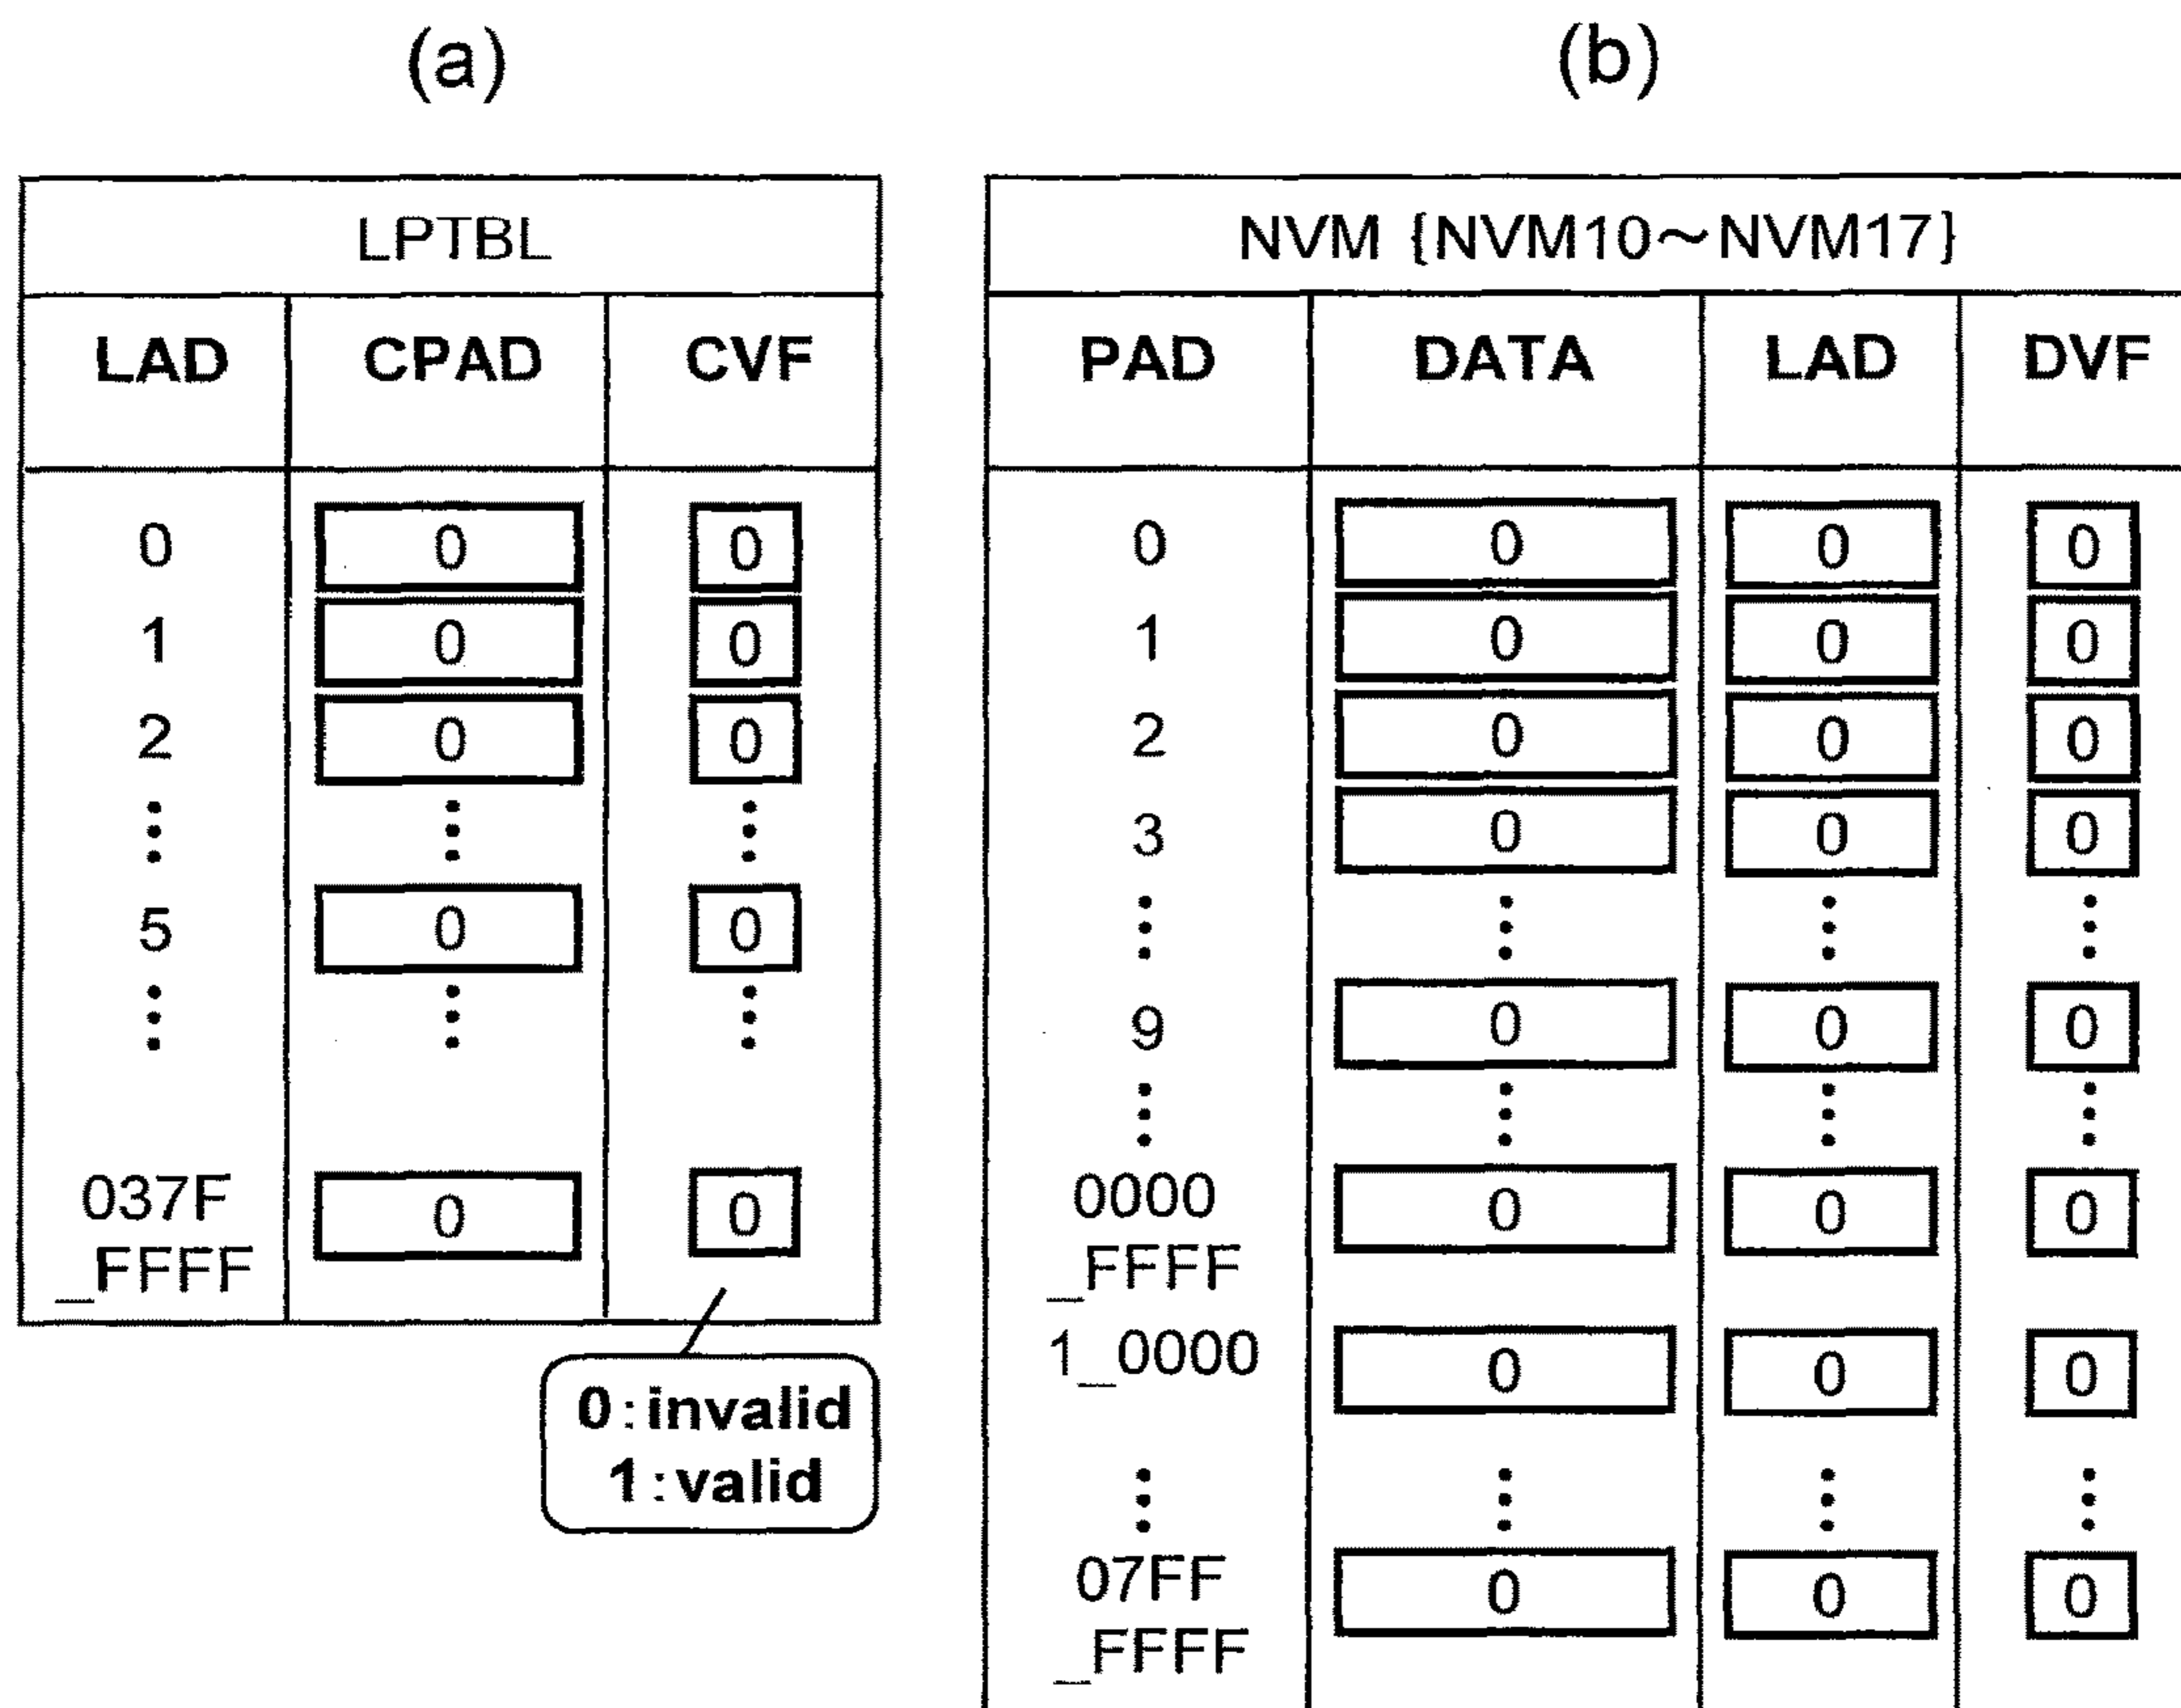 (a)
LPTBL
LAD CPAD CVF
0 0 0
1 0 0
2 0 0
⋮ ⋮ ⋮
5 0 0
⋮ ⋮ ⋮
037F 0 0
_FFFF
0:invalid
1:valid
(b)
NVM {NVM10～NVM17}
PAD DATA LAD DVF
0 0 0 0
1 0 0 0
2 0 0 0
3 0 0 0
⋮ ⋮ ⋮ ⋮
9 0 0 0
⋮ ⋮ ⋮ ⋮
0000 0 0 0
_FFFF
1_0000 0 0 0
⋮ ⋮ ⋮ ⋮
07FF 0 0 0
_FFFF